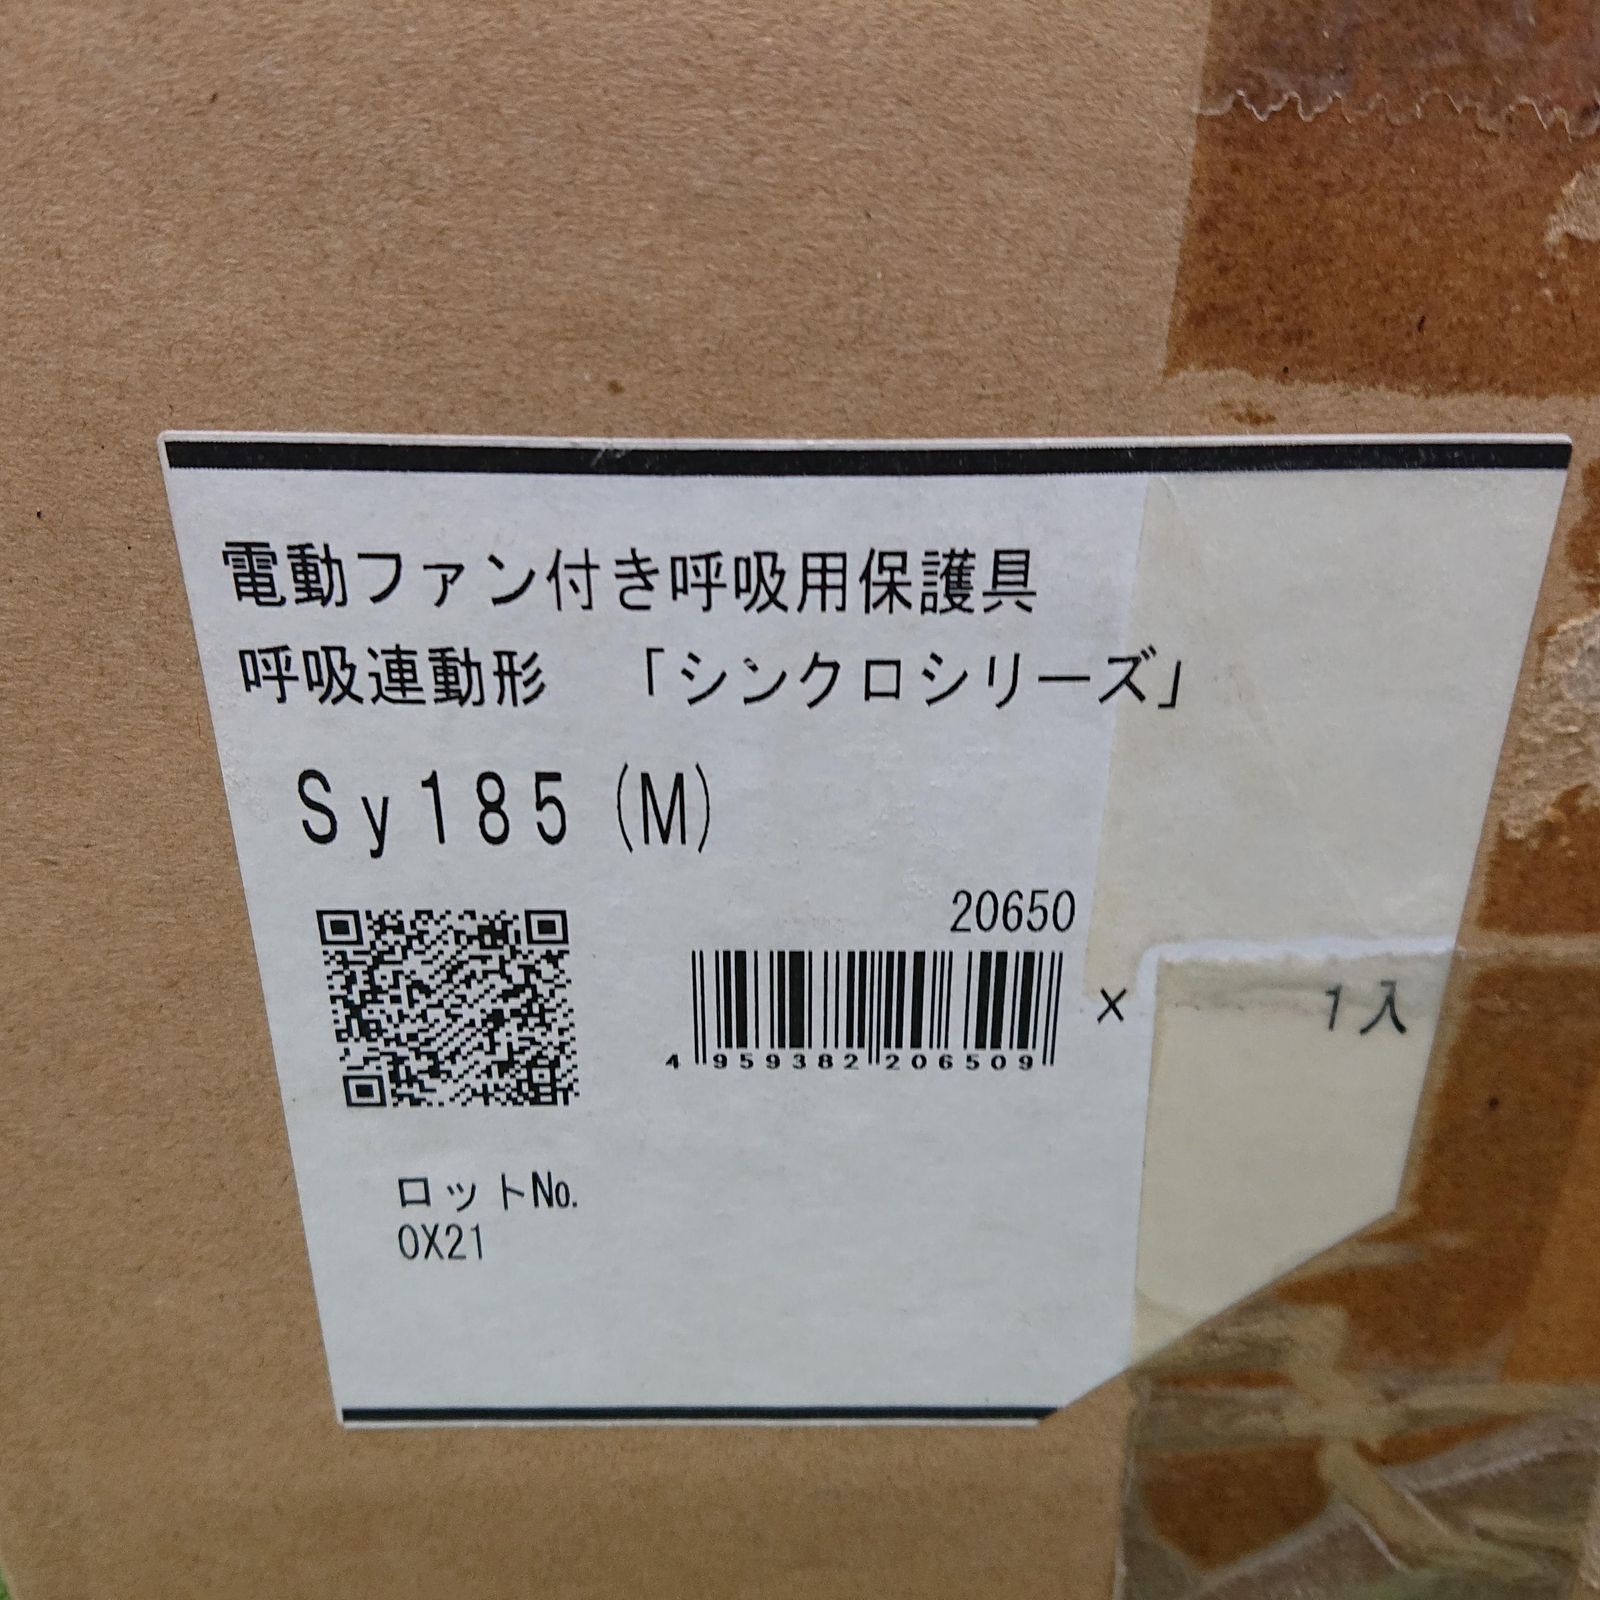 電動ファン付き呼吸用保護具
呼吸連動形　「シンクロシリーズ」
Sy185(M)
20650
4 959382 206509
× 1入
ロットNo.
0X21